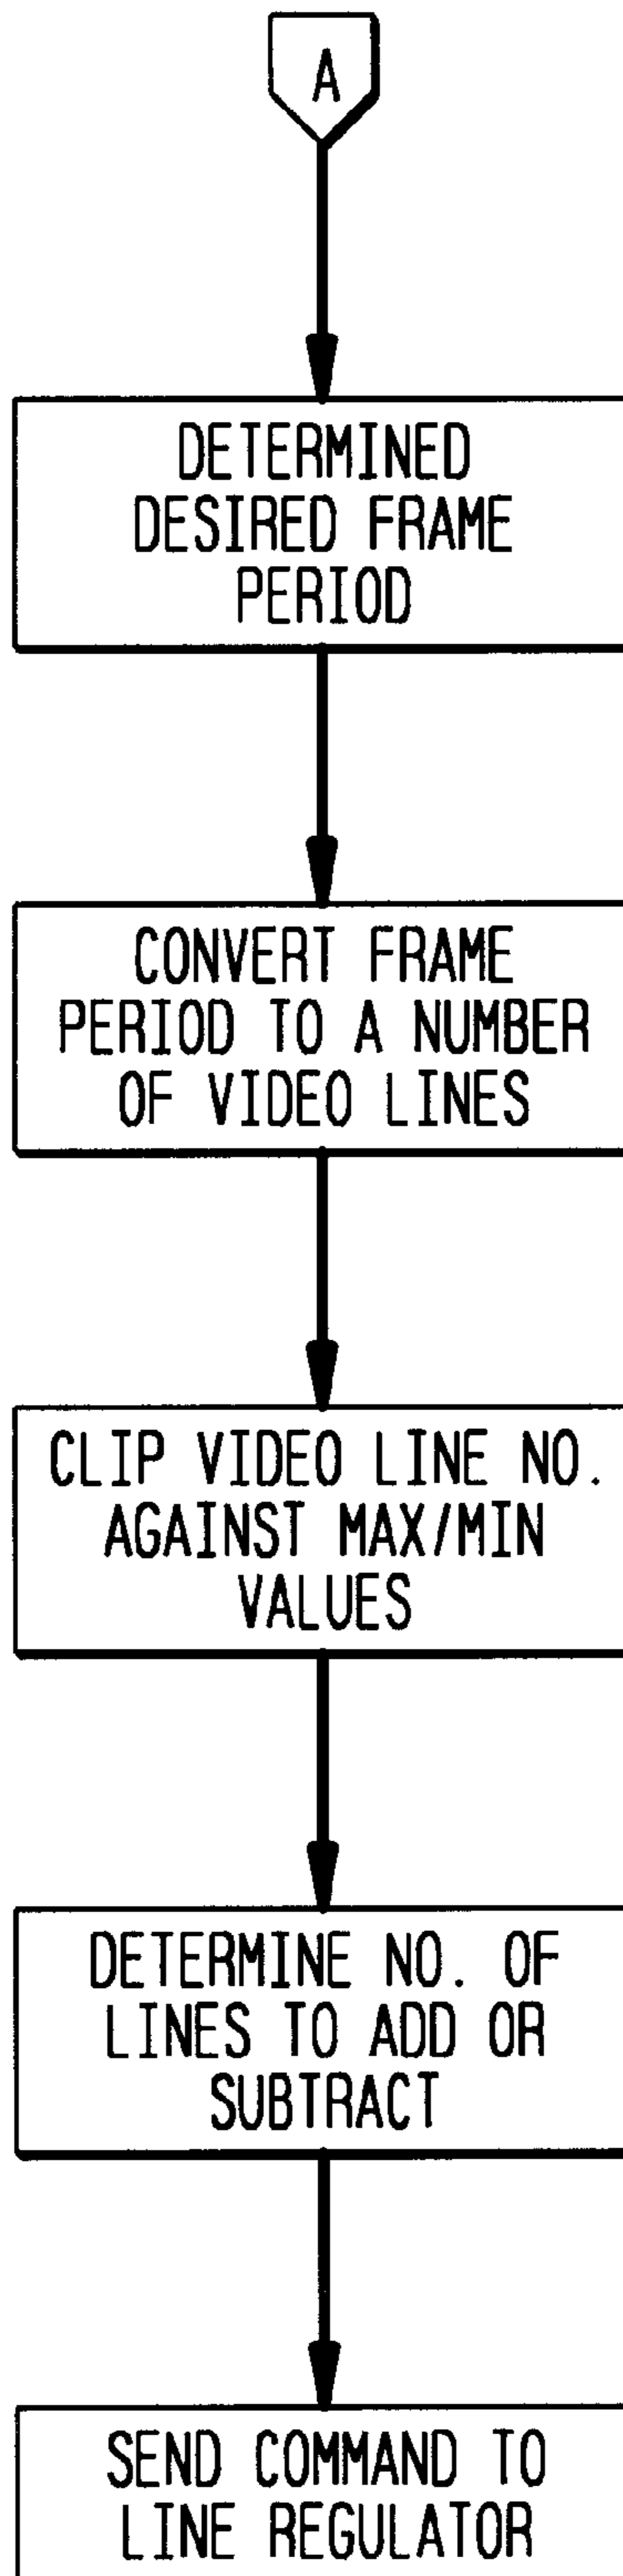 A
DETERMINED
DESIRED FRAME
PERIOD
CONVERT FRAME
PERIOD TO A NUMBER
OF VIDEO LINES
CLIP VIDEO LINE NO.
AGAINST MAX/MIN
VALUES
DETERMINE NO. OF
LINES TO ADD OR
SUBTRACT
SEND COMMAND TO
LINE REGULATOR